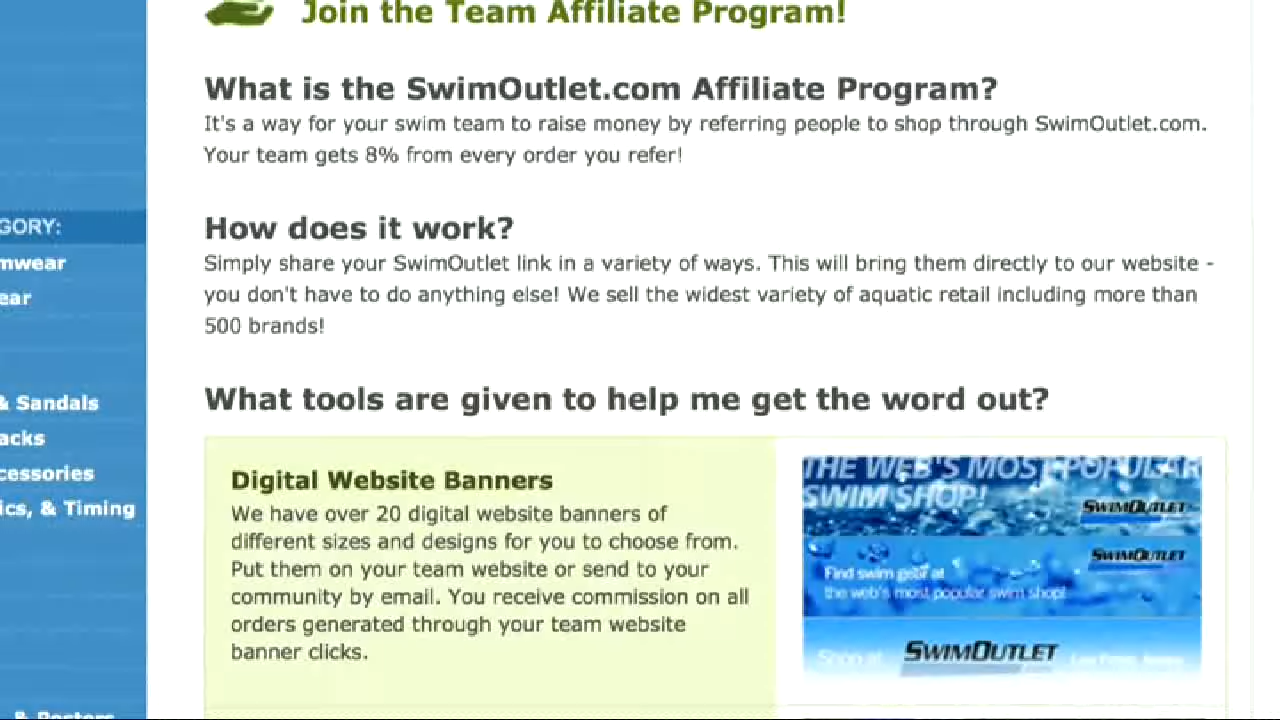 Join the Team Affiliate Program!
What is the SwimOutlet.com Affiliate Program?
It's a way for your swim team to raise money by referring people to shop through SwimOutlet.com.
Your team gets 8% from every order you refer!
GORY:
mwear
ear
How does it work?
Simply share your SwimOutlet link in a variety of ways. This will bring them directly to our website -
you don't have to do anything else! We sell the widest variety of aquatic retail including more than
500 brands!
& Sandals
acks
cessories
ics, & Timing
What tools are given to help me get the word out?
Digital Website Banners
We have over 20 digital website banners of
different sizes and designs for you to choose from.
Put them on your team website or send to your
community by email. You receive commission on all
orders generated through your team website
banner clicks.
THE WEB'S MOST POPULAR
SWIM SHOP!
SWIMOUTLET
SWIMOUTLET
Find swim gear at
the web's most popular swim shop!
Shop at
SWIMOUTLET
& Posters